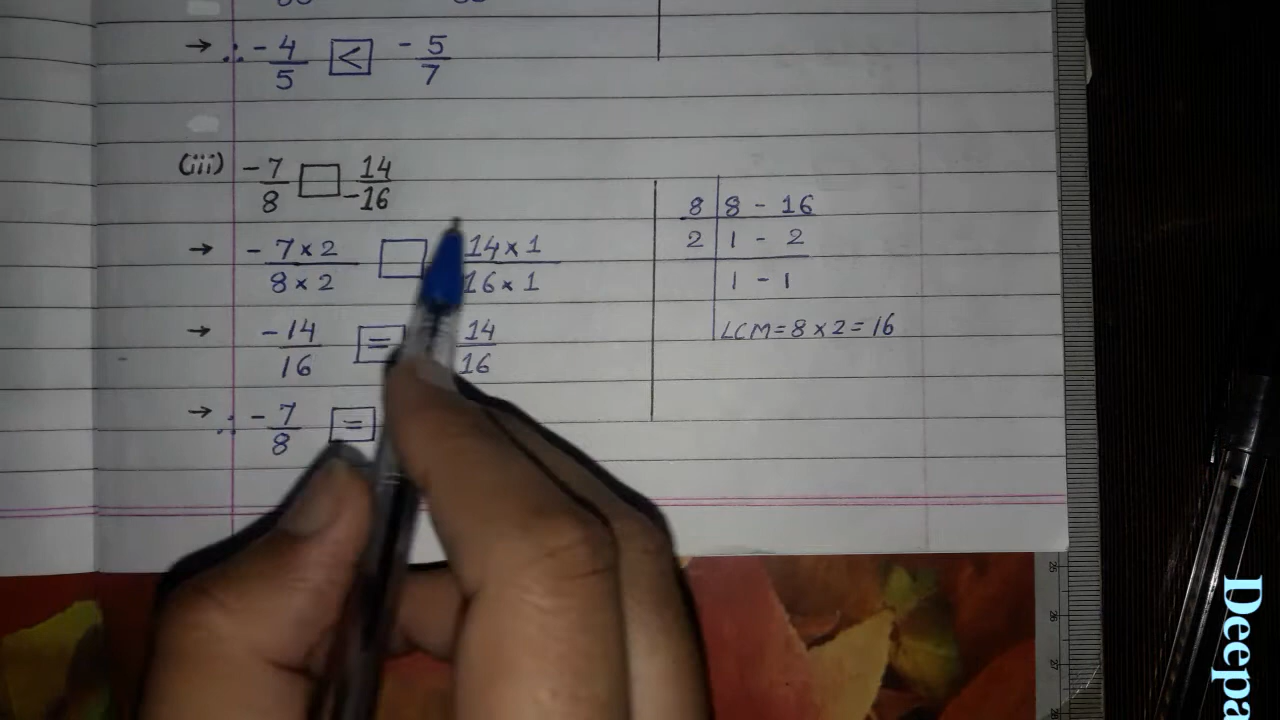 → ∴ -4/5 < -5/7
(iii) -7/8 □ 14/-16
→ -7×2/8×2 □ 14×1/16×1
→ -14/16 = 14/16
→ ∴ -7/8 =
8 | 8 - 16
2 | 1 - 2
1 - 1
LCM = 8 × 2 = 16
Deepa